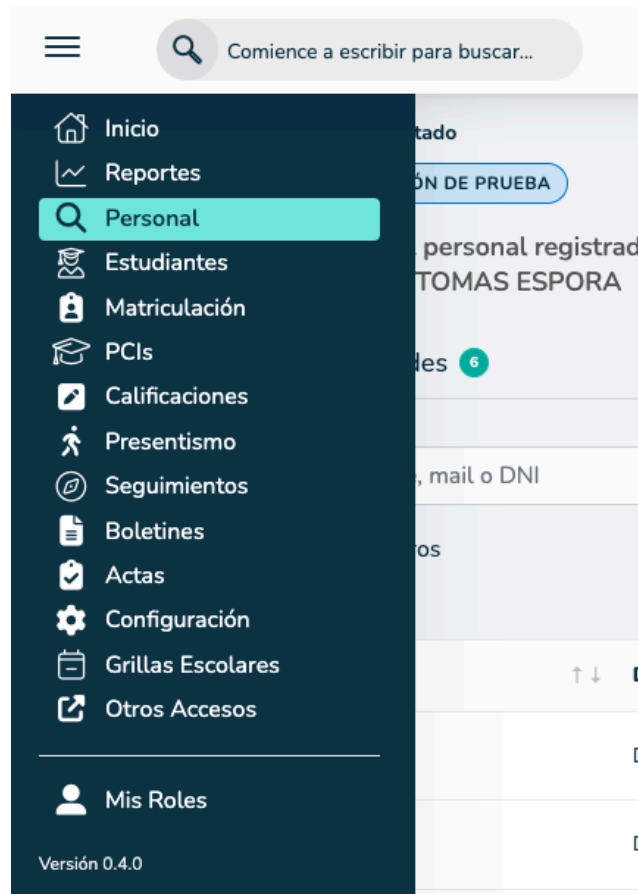 Comience a escribir para buscar...
Inicio
tado
Reportes
ÓN DE PRUEBA
Personal
personal registrad
TOMAS ESPORA
Estudiantes
Matriculación
PCIs
des 6
Calificaciones
Presentismo
, mail o DNI
Seguimientos
Boletines
ros
Actas
Configuración
Grillas Escolares
Otros Accesos
Mis Roles
Versión 0.4.0